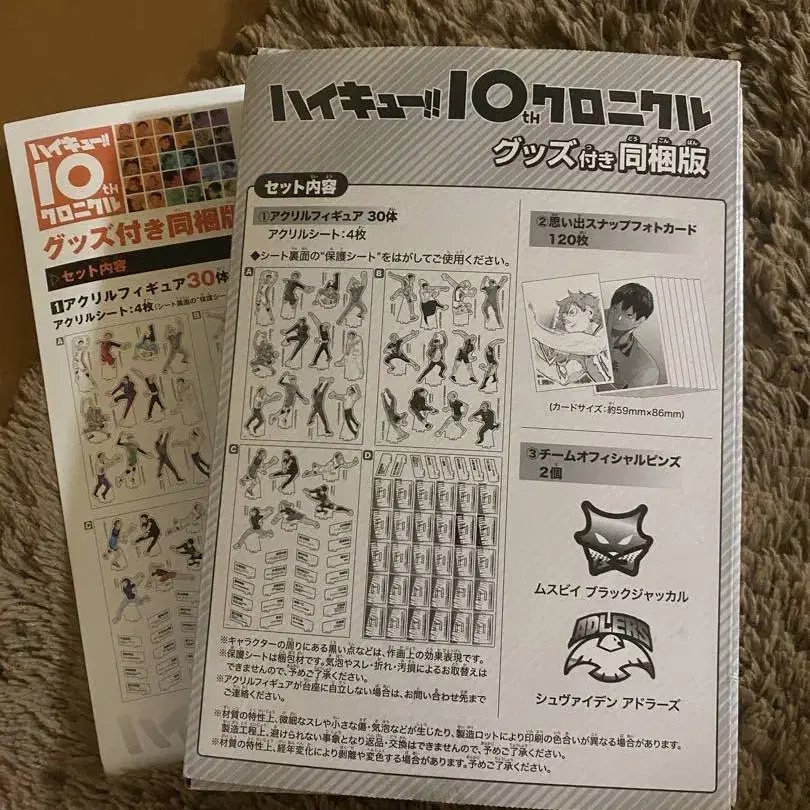 ハイキュー!!
10th
クロニクル
グッズ付き同梱版
セット内容
1アクリルフィギュア30体
アクリルシート:4枚(シート裏面の"保護シー
A
B
C
ハイキュー!!10thクロニクル
グッズ付き同梱版
セット内容
①アクリルフィギュア 30体
アクリルシート:4枚
◆シート裏面の"保護シート"をはがしてご使用ください。
A
B
C
D
※キャラクターの周りにある黒い点などは、作画上の効果表現です。
※保護シートは梱包材です。気泡やスレ・折れ・汚損によるお取替えは
できませんので、予めご了承ください。
※アクリルフィギュアが台座に自立しない場合は、お問い合わせ先まで
ご連絡ください。
②思い出スナップフォトカード
120枚
(カードサイズ:約59mm×86mm)
③チームオフィシャルピンズ
2個
ムスビイ ブラックジャッカル
ADLERS
シュヴァイデン アドラーズ
※材質の特性上、微細なスレや小さな傷・気泡などが生じたり、製造ロットにより印刷の色合いが異なる場合があります。
製造工程上、避けられない事象となり返品・交換はできませんので、予めご了承ください。
※材質の特性上、経年変化により剥離や変色する場合があります。予めご了承ください。
ハイキ